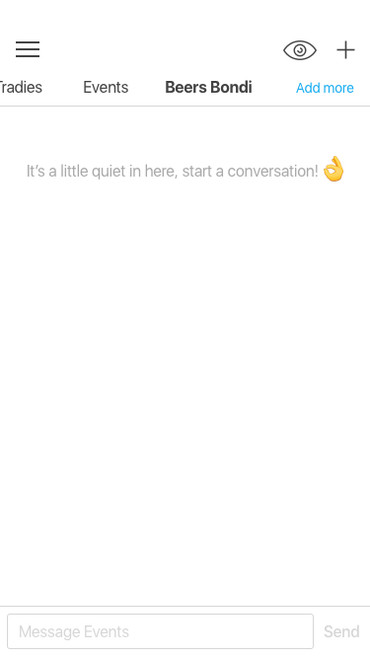 Tradies Events Beers Bondi Add more
It's a little quiet in here, start a conversation! 👌
Message Events Send